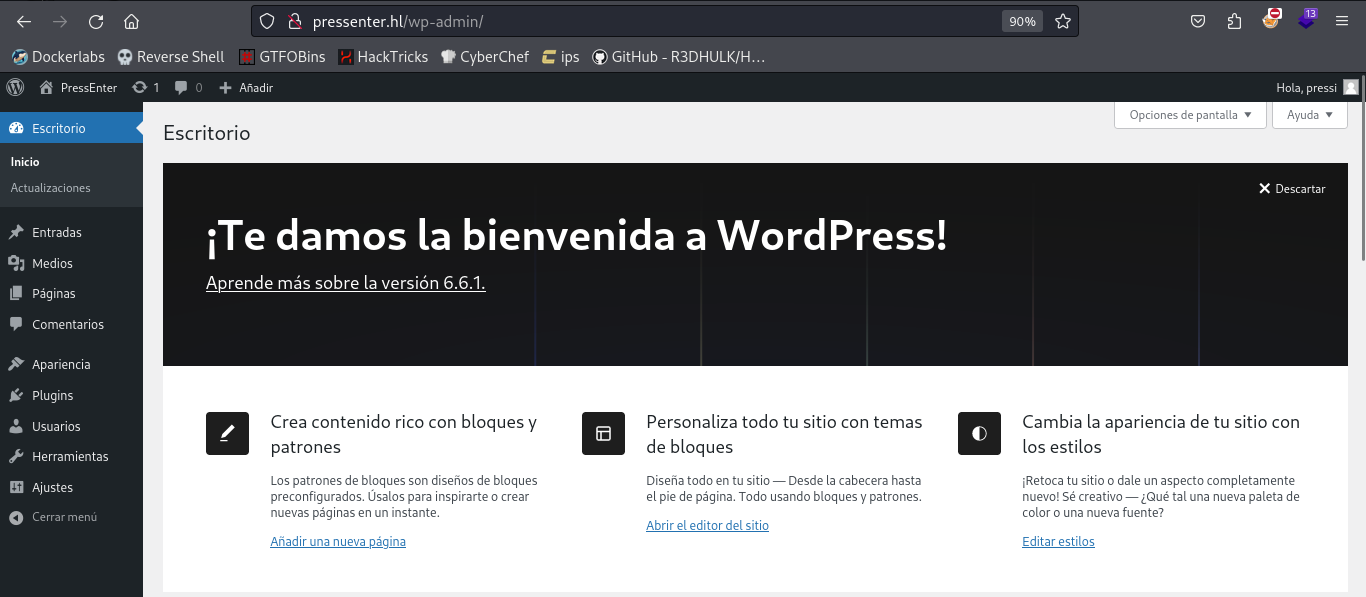 pressenter.hl/wp-admin/
90%
13
Dockerlabs
Reverse Shell
GTFOBins
HackTricks
CyberChef
ips
GitHub - R3DHULK/H…
PressEnter
1
0
Añadir
Hola, pressi
Escritorio
Inicio
Actualizaciones
Entradas
Medios
Páginas
Comentarios
Apariencia
Plugins
Usuarios
Herramientas
Ajustes
Cerrar menú
Opciones de pantalla
Ayuda
Escritorio
Descartar
¡Te damos la bienvenida a WordPress!
Aprende más sobre la versión 6.6.1.
Crea contenido rico con bloques y
patrones
Los patrones de bloques son diseños de bloques
preconfigurados. Úsalos para inspirarte o crear
nuevas páginas en un instante.
Añadir una nueva página
Personaliza todo tu sitio con temas
de bloques
Diseña todo en tu sitio — Desde la cabecera hasta
el pie de página. Todo usando bloques y patrones.
Abrir el editor del sitio
Cambia la apariencia de tu sitio con
los estilos
¡Retoca tu sitio o dale un aspecto completamente
nuevo! Sé creativo — ¿Qué tal una nueva paleta de
color o una nueva fuente?
Editar estilos